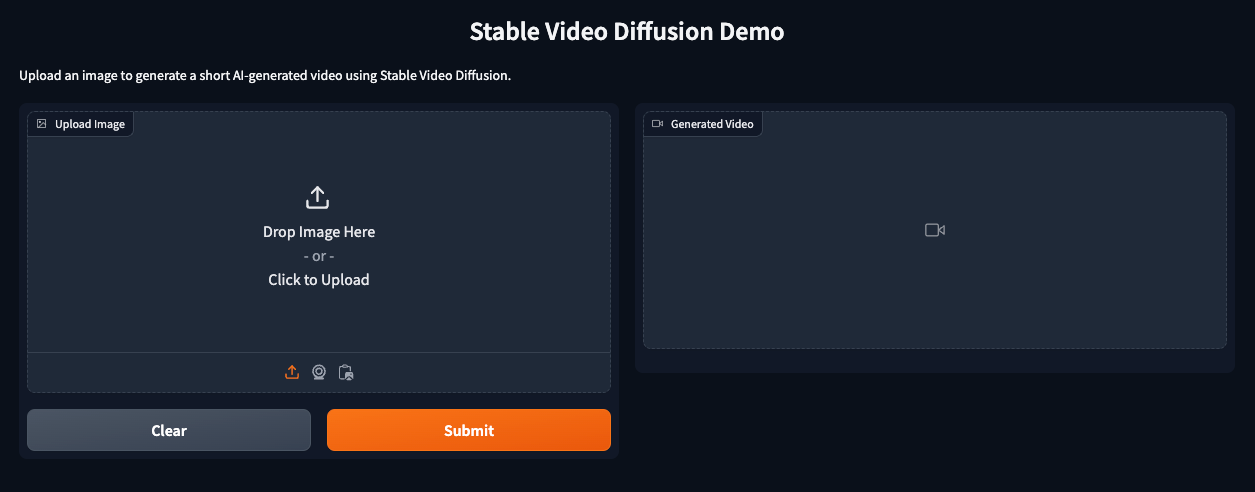 Stable Video Diffusion Demo
Upload an image to generate a short AI-generated video using Stable Video Diffusion.
Upload Image
Drop Image Here
- or -
Click to Upload
Clear
Submit
Generated Video